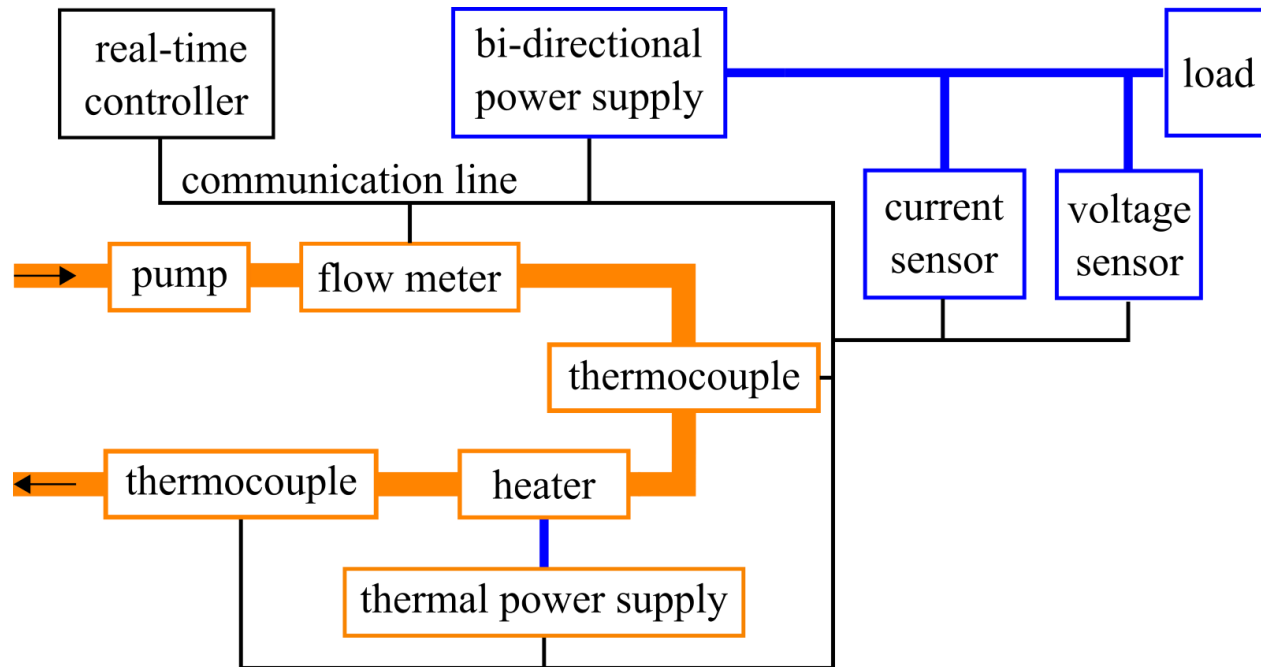 real-time
controller
bi-directional
power supply
load
communication line
current
sensor
voltage
sensor
pump
flow meter
thermocouple
thermocouple
heater
thermal power supply